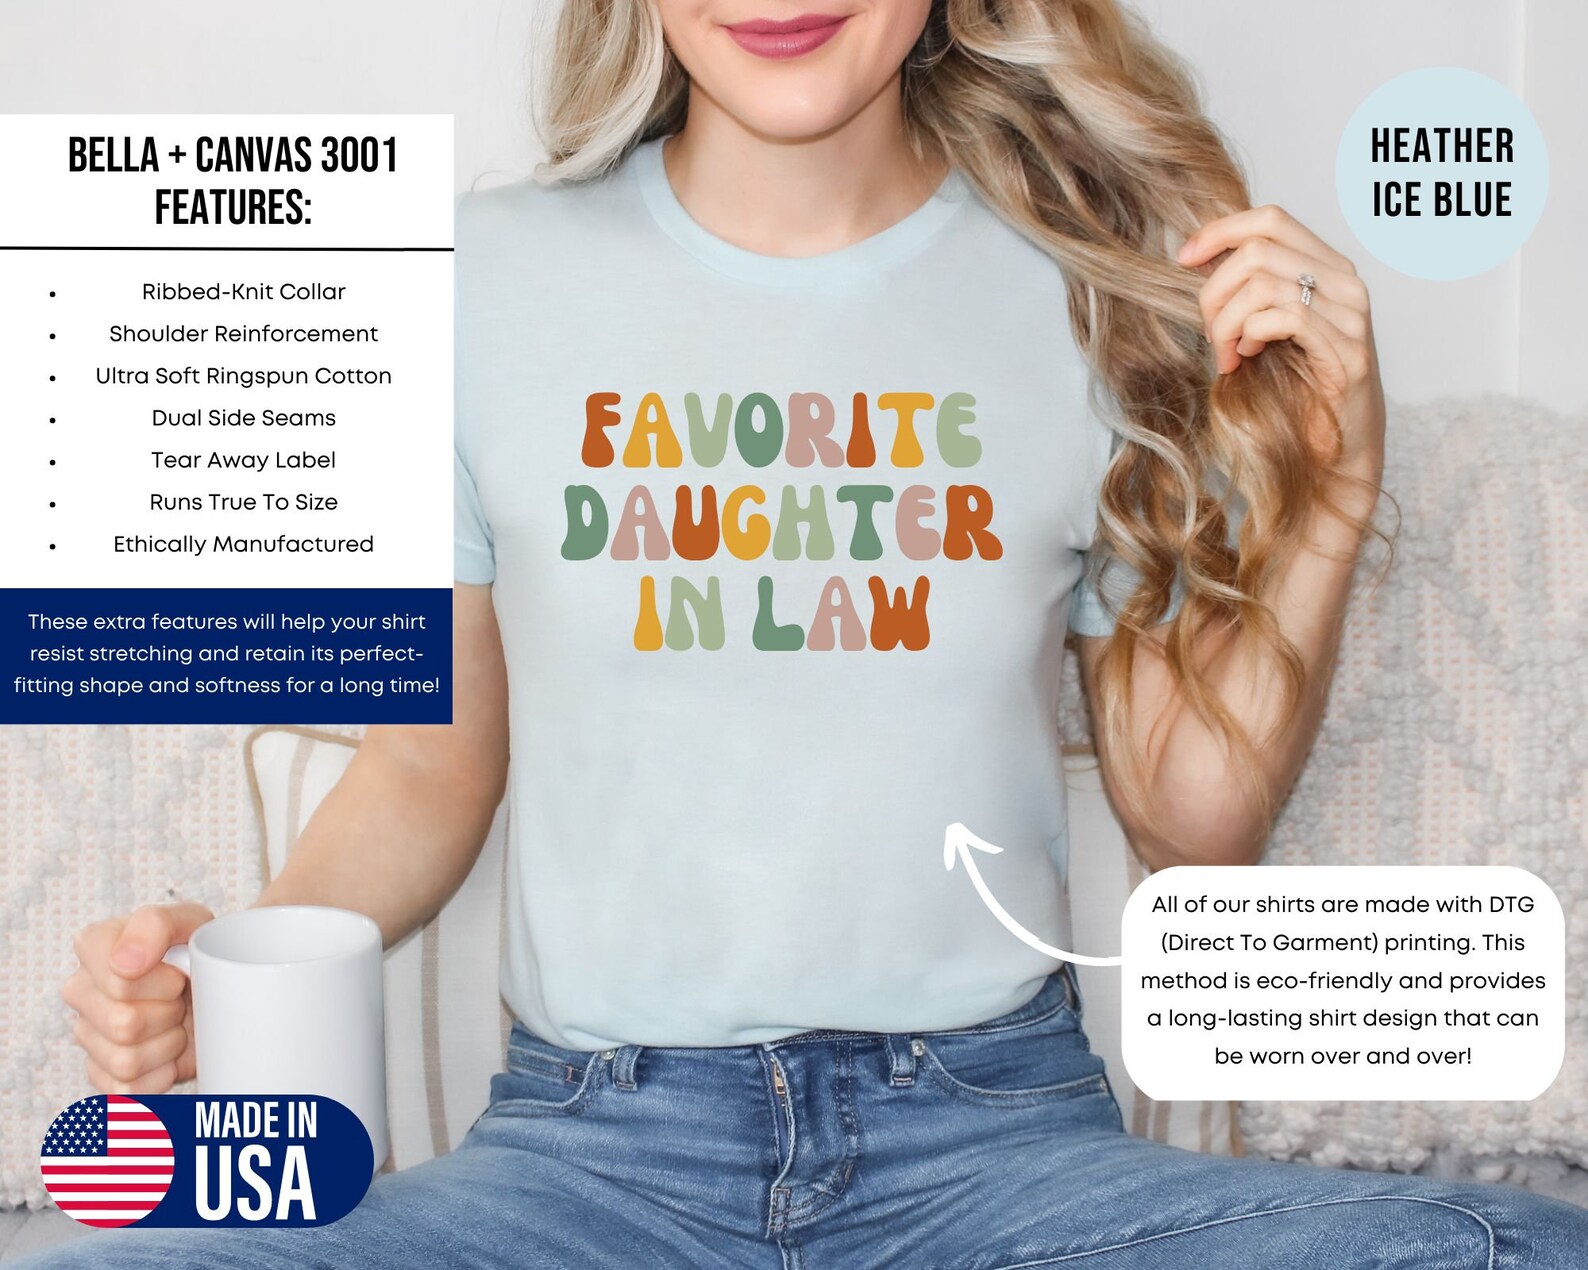 BELLA + CANVAS 3001
FEATURES:
• Ribbed-Knit Collar
• Shoulder Reinforcement
• Ultra Soft Ringspun Cotton
• Dual Side Seams
• Tear Away Label
• Runs True To Size
• Ethically Manufactured
These extra features will help your shirt
resist stretching and retain its perfect-
fitting shape and softness for a long time!
HEATHER
ICE BLUE
FAVORITE
DAUGHTER
IN LAW
All of our shirts are made with DTG
(Direct To Garment) printing. This
method is eco-friendly and provides
a long-lasting shirt design that can
be worn over and over!
MADE IN
USA